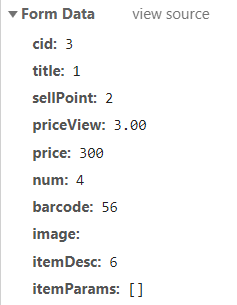 Form Data view source
cid: 3
title: 1
sellPoint: 2
priceView: 3.00
price: 300
num: 4
barcode: 56
image:
itemDesc: 6
itemParams: []